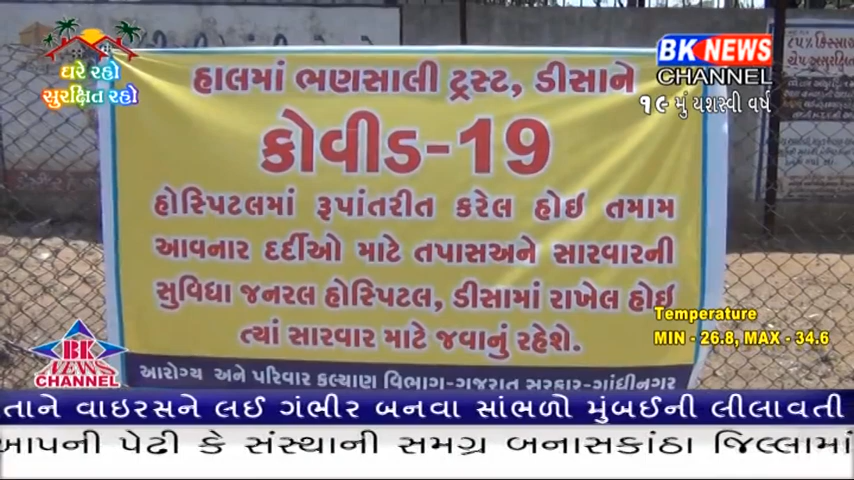 ઘરે રહો
સુરક્ષિત રહો
BK NEWS
CHANNEL
૧૯ મું યશસ્વી વર્ષ
હાલમાં ભણસાલી ટ્રસ્ટ, ડીસાને
કોવીડ-19
હોસ્પિટલમાં રૂપાંતરીત કરેલ હોઇ તમામ
આવનાર દર્દીઓ માટે તપાસઅને સારવારની
સુવિધા જનરલ હોસ્પિટલ, ડીસામાં રાખેલ હોઇ
ત્યાં સારવાર માટે જવાનું રહેશે.
આરોગ્ય અને પરિવાર કલ્યાણ વિભાગ-ગુજરાત સરકાર-ગાંધીનગર
Temperature
MIN - 26.8, MAX - 34.6
BK
NEWS
CHANNEL
તાને વાઇરસને લઈ ગંભીર બનવા સાંભળો મુંબઈની લીલાવતી
આપની પેઢી કે સંસ્થાની સમગ્ર બનાસકાંઠા જિલ્લામાં